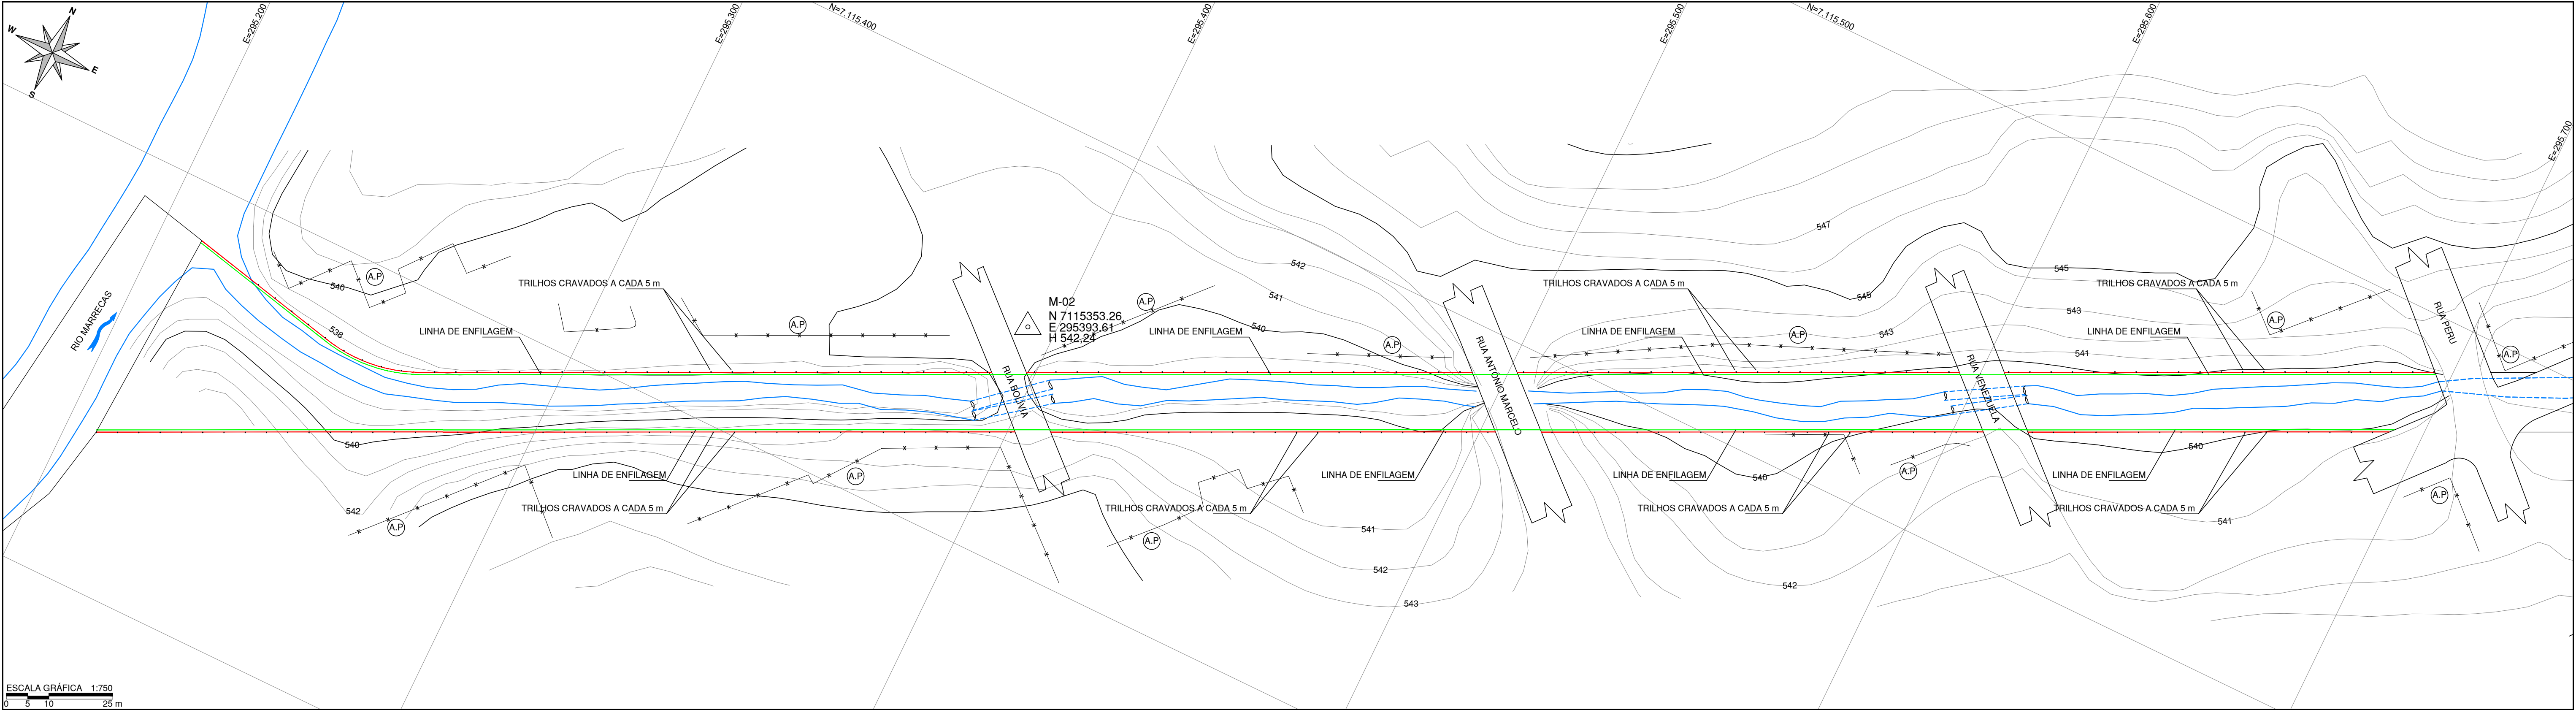 N
W
E
S
E=295.200
E=295.300
N=7.115.400
E=295.400
E=295.500
N=7.115.500
E=295.600
E=295.700
RIO MARRECAS
540
538
A.P
TRILHOS CRAVADOS A CADA 5 m
LINHA DE ENFILAGEM
A.P
M-02
N 7115353.26
E 295393.61
H 542,24
A.P
LINHA DE ENFILAGEM
542
541
540
A.P
RUA BOLIVIA
RUA ANTÔNIO MARCELO
TRILHOS CRAVADOS A CADA 5 m
LINHA DE ENFILAGEM
A.P
547
545
543
545
543
541
RUA VENEZUELA
TRILHOS CRAVADOS A CADA 5 m
LINHA DE ENFILAGEM
A.P
RUA PERU
A.P
540
542
A.P
LINHA DE ENFILAGEM
TRILHOS CRAVADOS A CADA 5 m
A.P
TRILHOS CRAVADOS A CADA 5 m
A.P
LINHA DE ENFILAGEM
541
542
543
LINHA DE ENFILAGEM
TRILHOS CRAVADOS A CADA 5 m
540
542
A.P
LINHA DE ENFILAGEM
TRILHOS CRAVADOS A CADA 5 m
540
541
A.P
ESCALA GRÁFICA 1:750
0 5 10 25 m